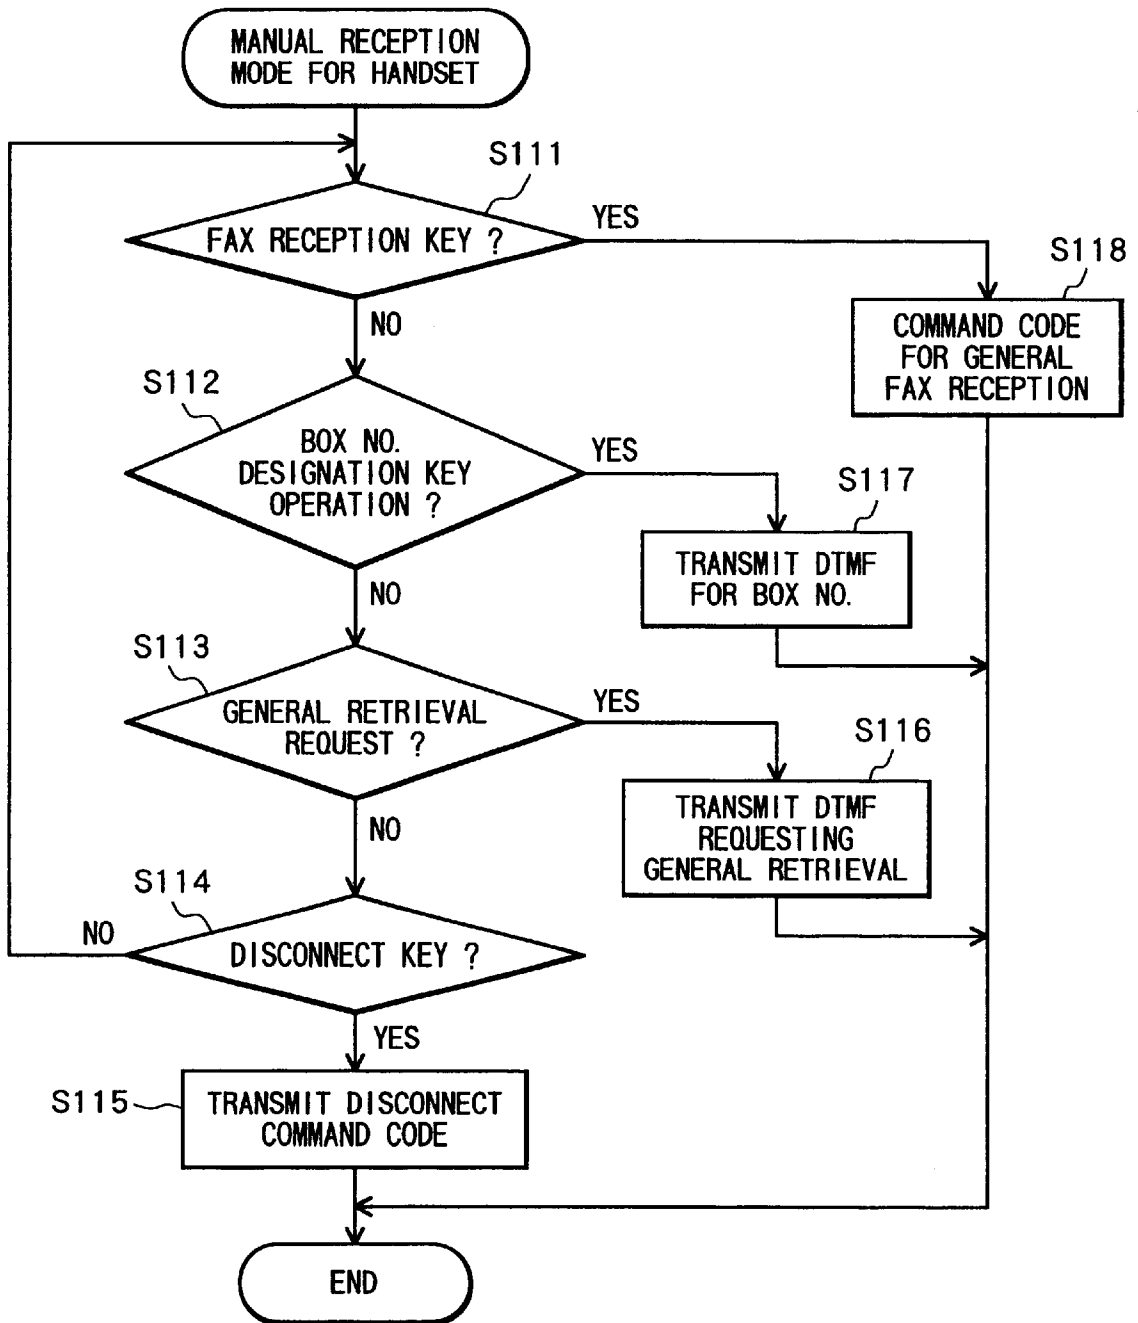 MANUAL RECEPTION
MODE FOR HANDSET
S111
FAX RECEPTION KEY ?
YES
NO
S118
COMMAND CODE
FOR GENERAL
FAX RECEPTION
S112
BOX NO.
DESIGNATION KEY
OPERATION ?
YES
NO
S117
TRANSMIT DTMF
FOR BOX NO.
S113
GENERAL RETRIEVAL
REQUEST ?
YES
NO
S116
TRANSMIT DTMF
REQUESTING
GENERAL RETRIEVAL
S114
NO
DISCONNECT KEY ?
YES
S115
TRANSMIT DISCONNECT
COMMAND CODE
END